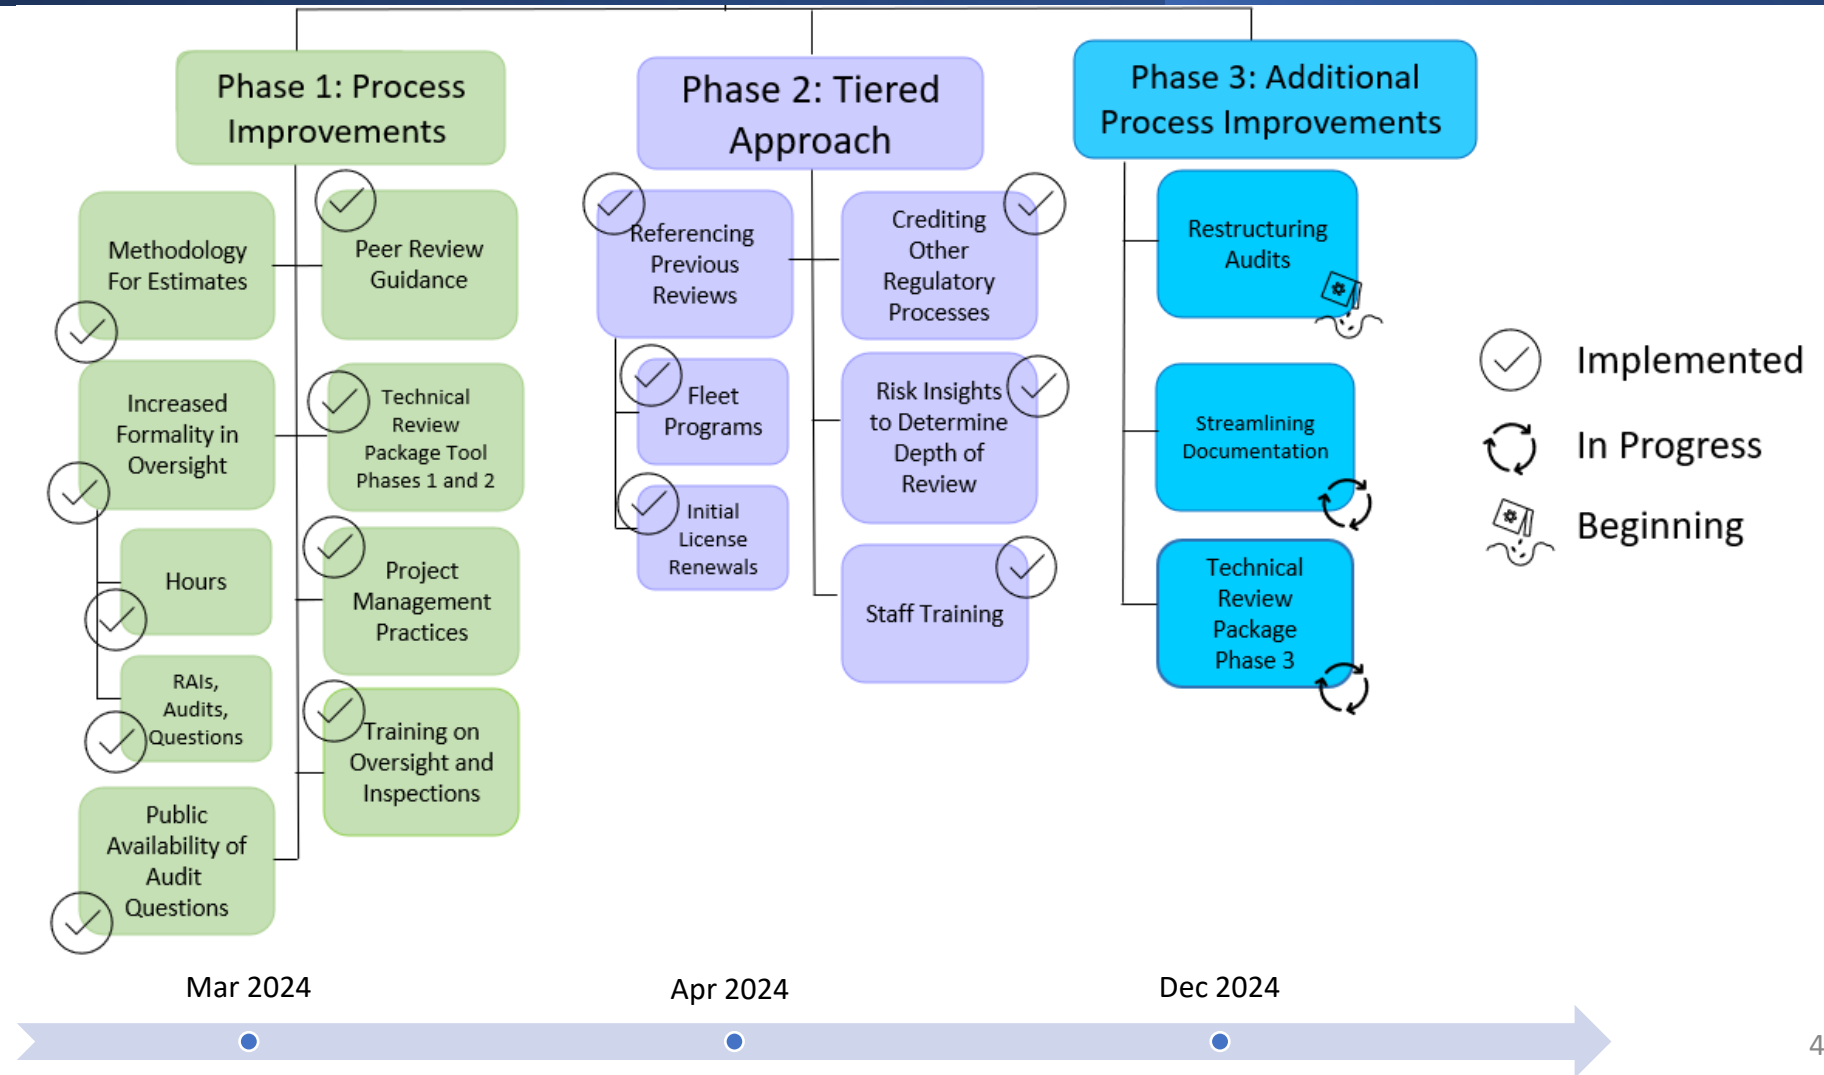 Phase 1: Process
Improvements
Methodology
For Estimates
Peer Review
Guidance
Increased
Formality in
Oversight
Technical
Review
Package Tool
Phases 1 and 2
Hours
Project
Management
Practices
RAIs,
Audits,
Questions
Training on
Oversight and
Inspections
Public
Availability of
Audit
Questions
Phase 2: Tiered
Approach
Referencing
Previous
Reviews
Crediting
Other
Regulatory
Processes
Fleet
Programs
Risk Insights
to Determine
Depth of
Review
Initial
License
Renewals
Staff Training
Phase 3: Additional
Process Improvements
Restructuring
Audits
Streamlining
Documentation
Technical
Review
Package
Phase 3
Implemented
In Progress
Beginning
Mar 2024
Apr 2024
Dec 2024
4